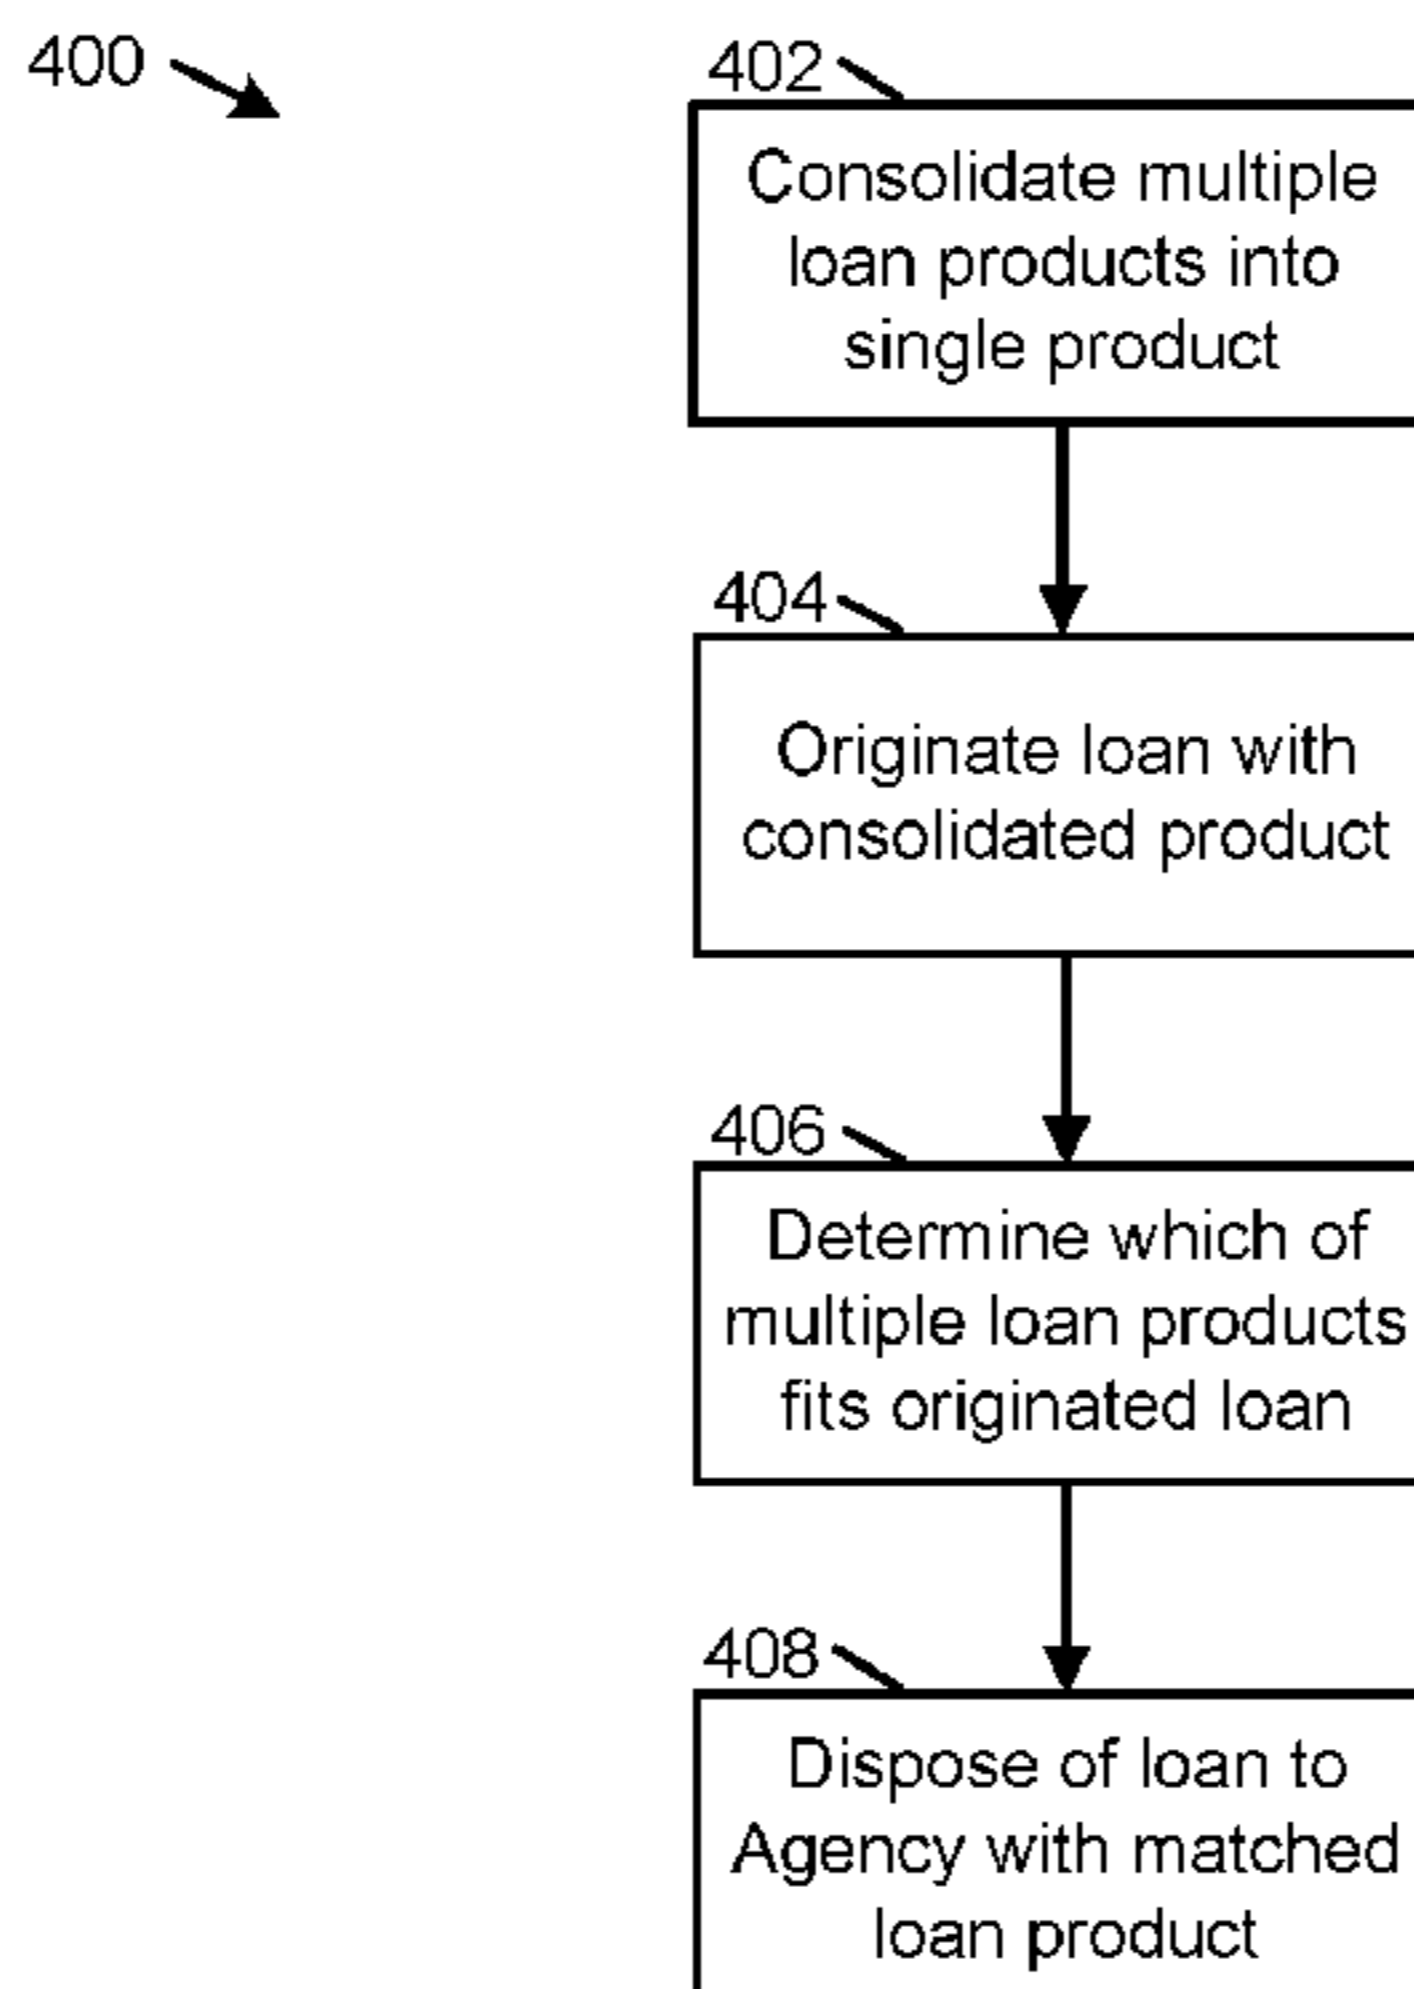 400
402
Consolidate multiple
loan products into
single product
404
Originate loan with
consolidated product
406
Determine which of
multiple loan products
fits originated loan
408
Dispose of loan to
Agency with matched
loan product